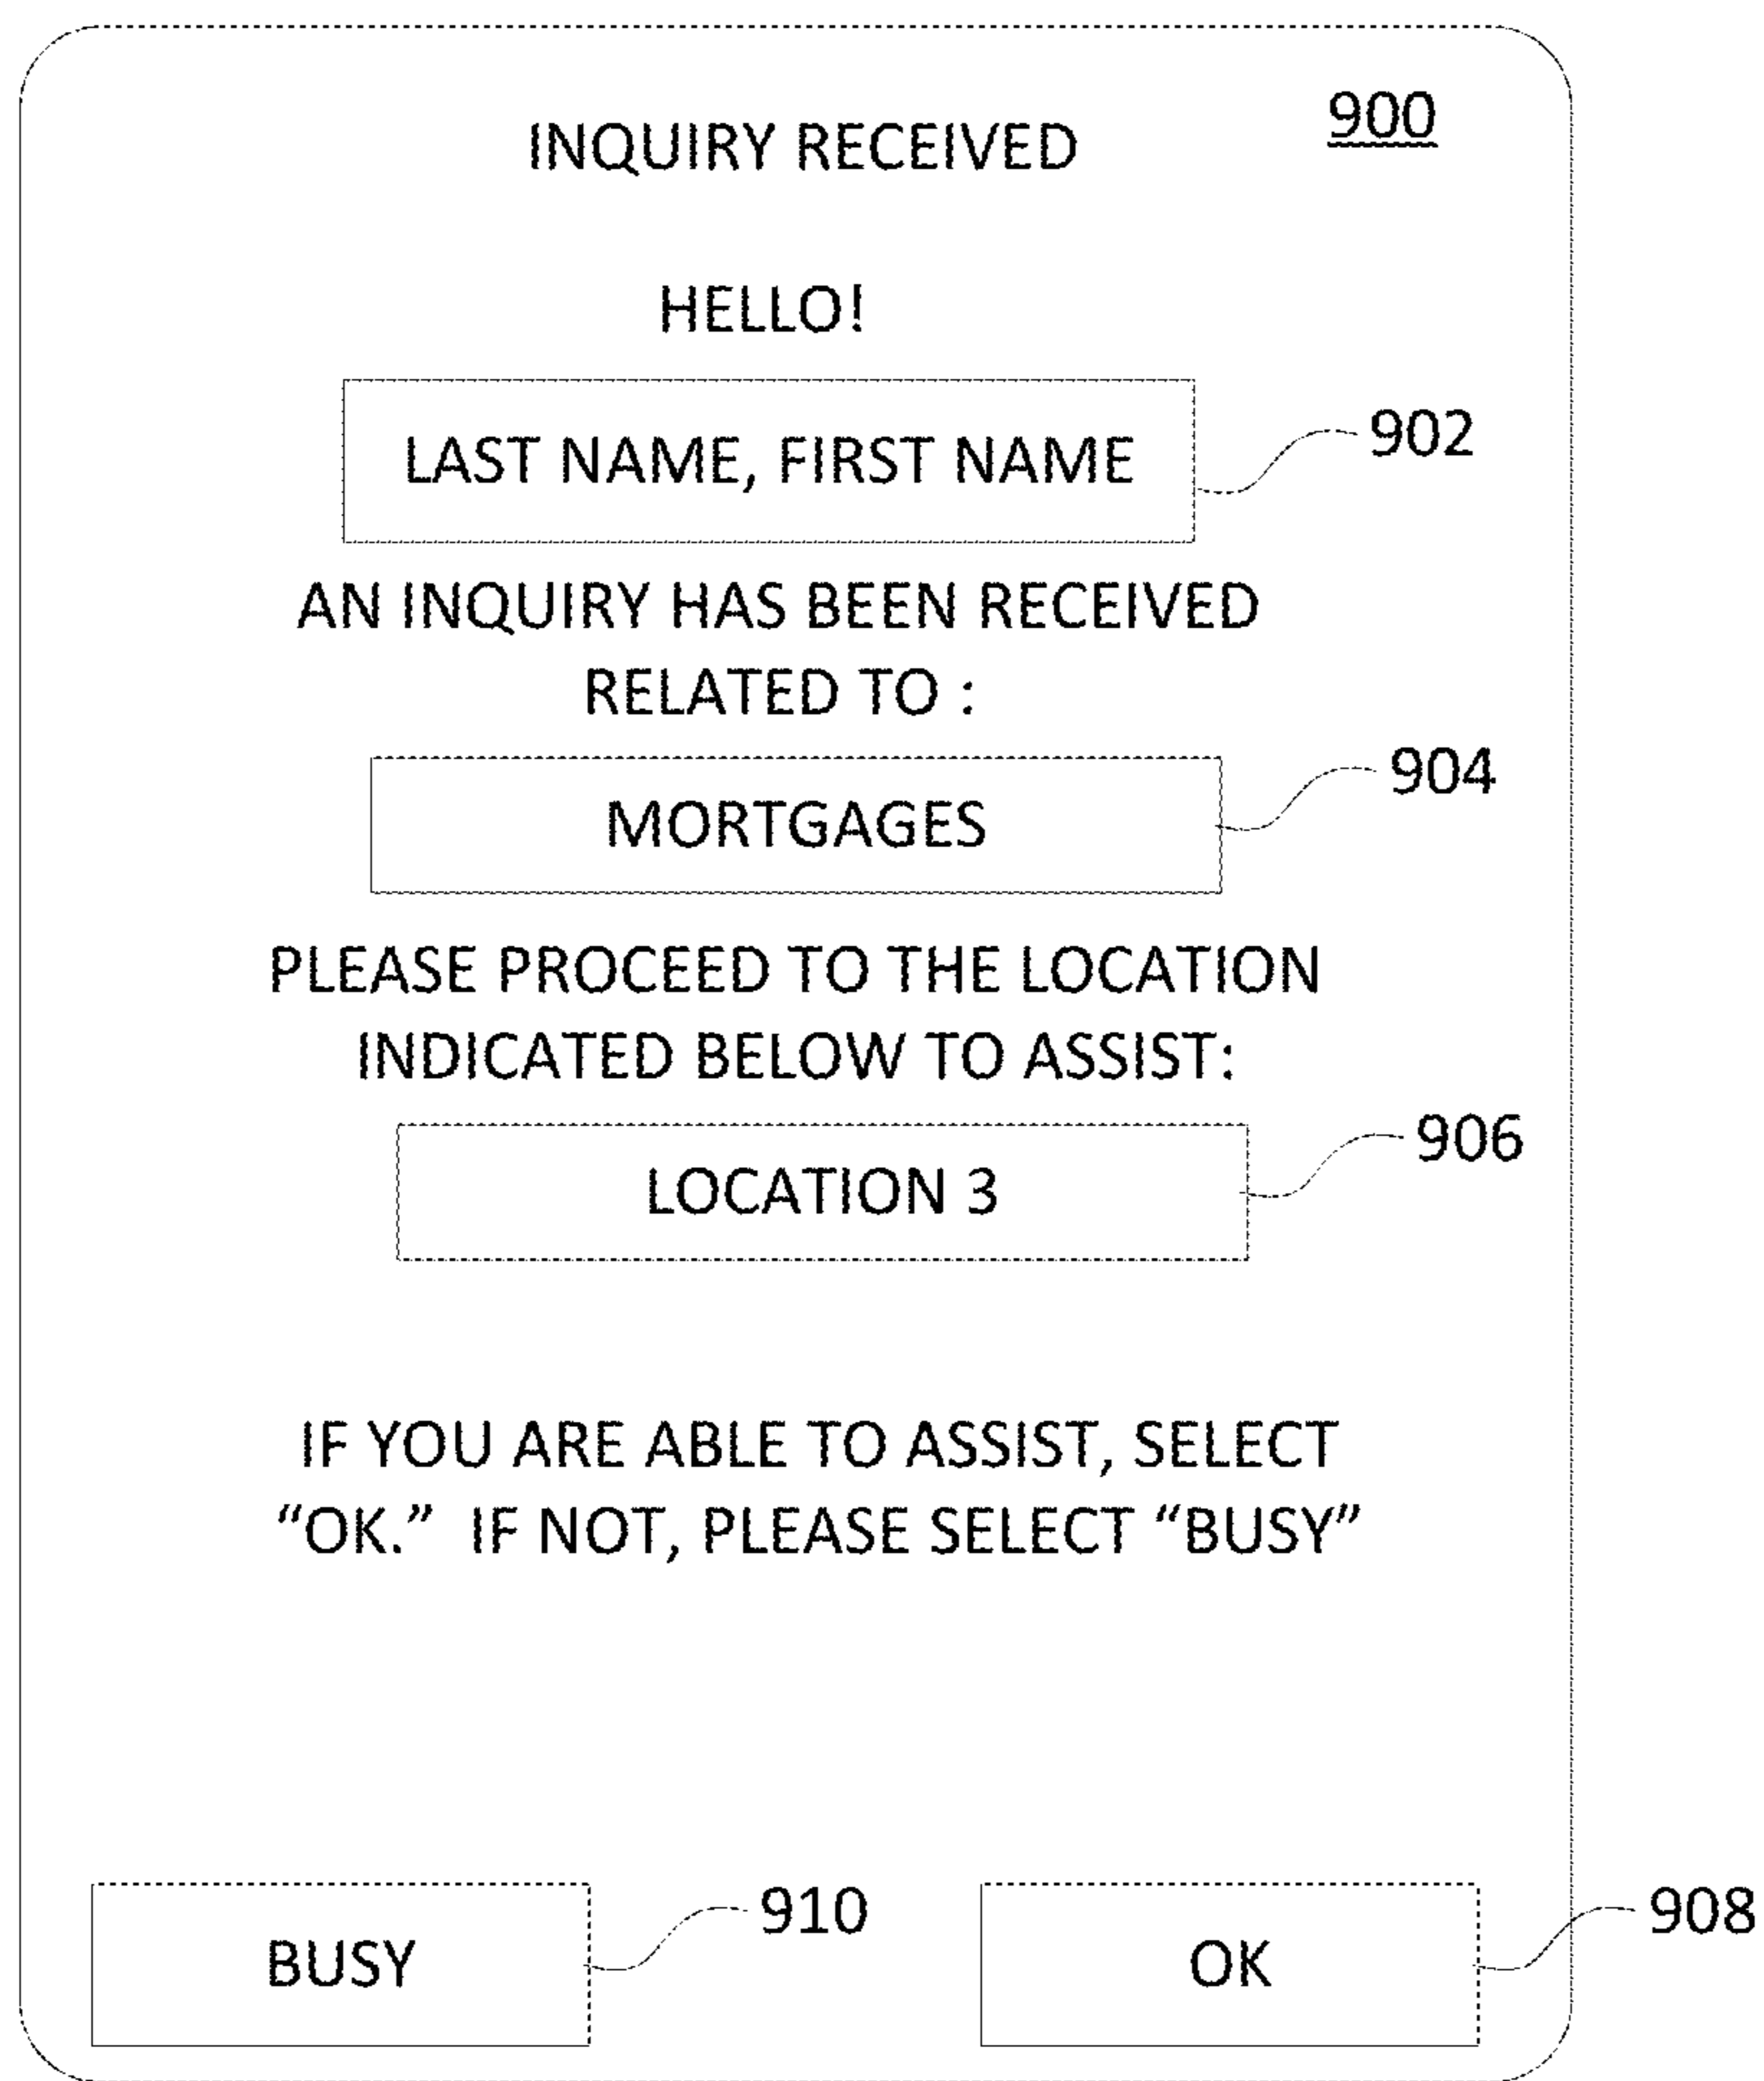 INQUIRY RECEIVED
900
HELLO!
LAST NAME, FIRST NAME
902
AN INQUIRY HAS BEEN RECEIVED
RELATED TO :
MORTGAGES
904
PLEASE PROCEED TO THE LOCATION
INDICATED BELOW TO ASSIST:
LOCATION 3
906
IF YOU ARE ABLE TO ASSIST, SELECT
“OK.” IF NOT, PLEASE SELECT “BUSY”
BUSY
910
OK
908